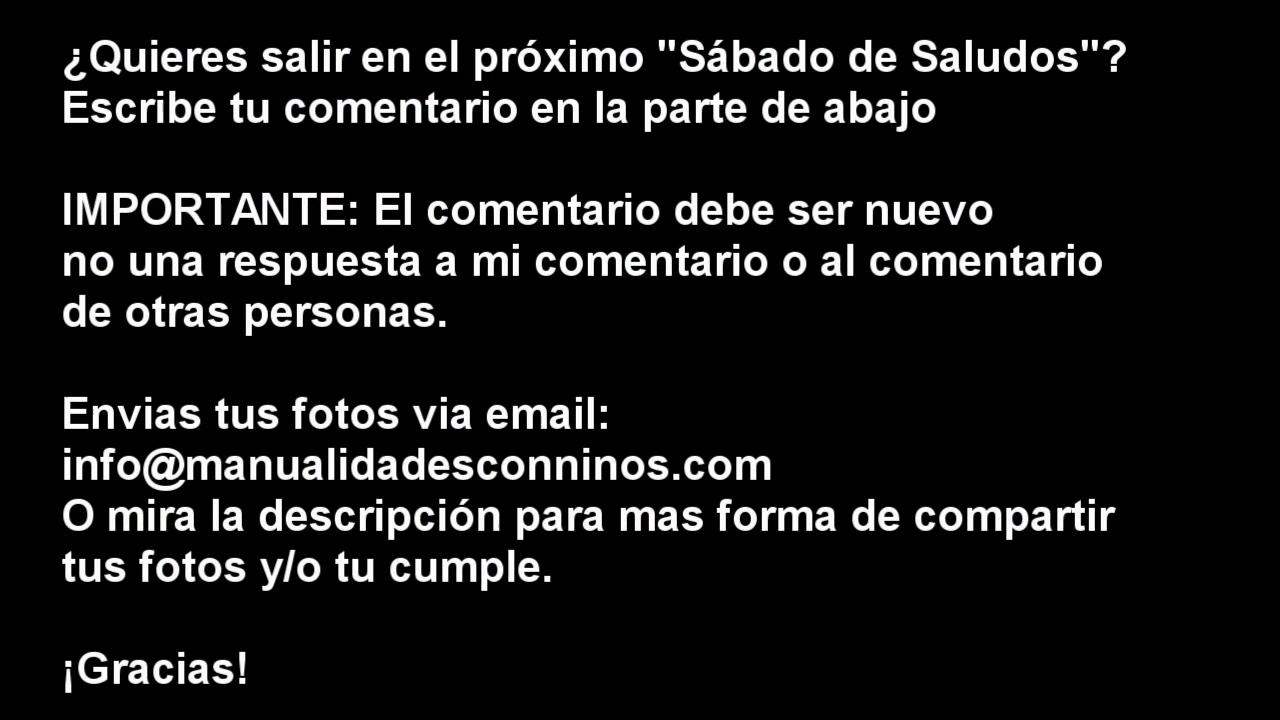 ¿Quieres salir en el próximo "Sábado de Saludos"?
Escribe tu comentario en la parte de abajo
IMPORTANTE: El comentario debe ser nuevo
no una respuesta a mi comentario o al comentario
de otras personas.
Envias tus fotos via email:
info@manualidadesconninos.com
O mira la descripción para mas forma de compartir
tus fotos y/o tu cumple.
¡Gracias!